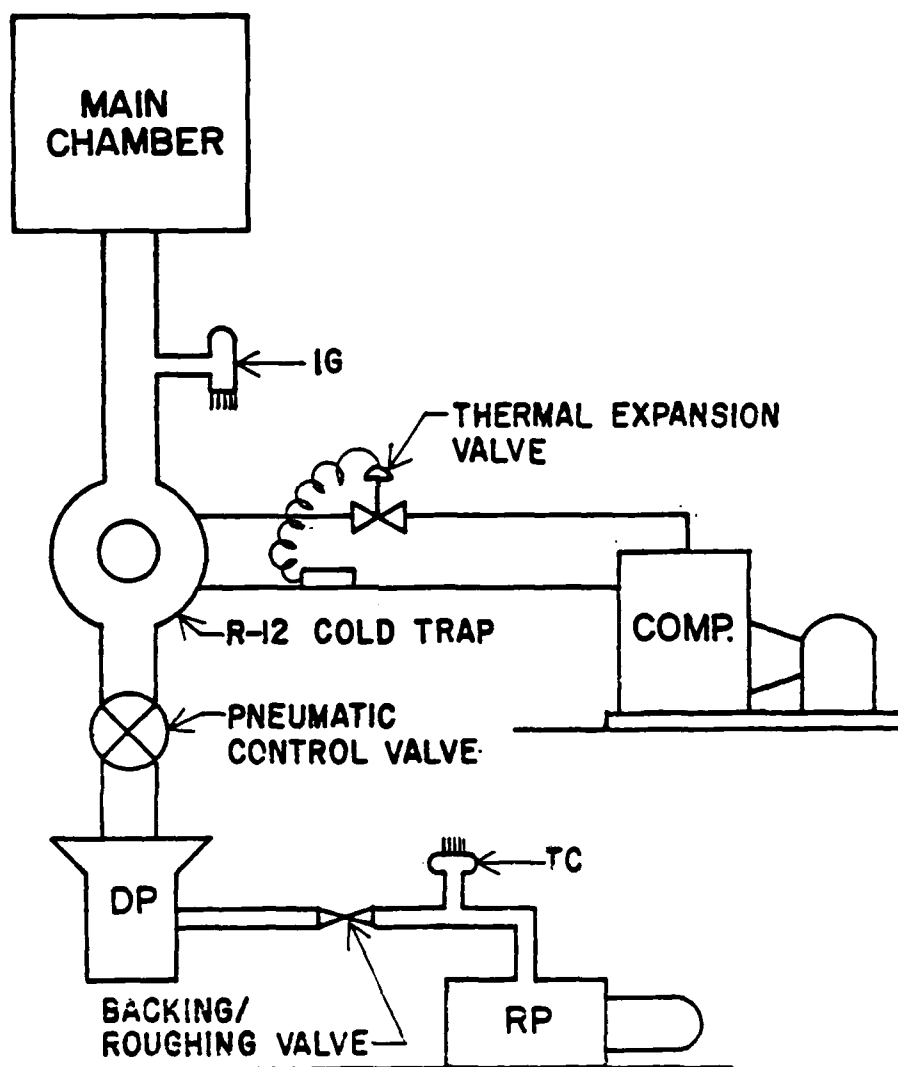 MAIN
CHAMBER
IG
THERMAL EXPANSION
VALVE
R-12 COLD TRAP
COMP.
PNEUMATIC
CONTROL VALVE
TC
DP
BACKING/
ROUGHING VALVE
RP